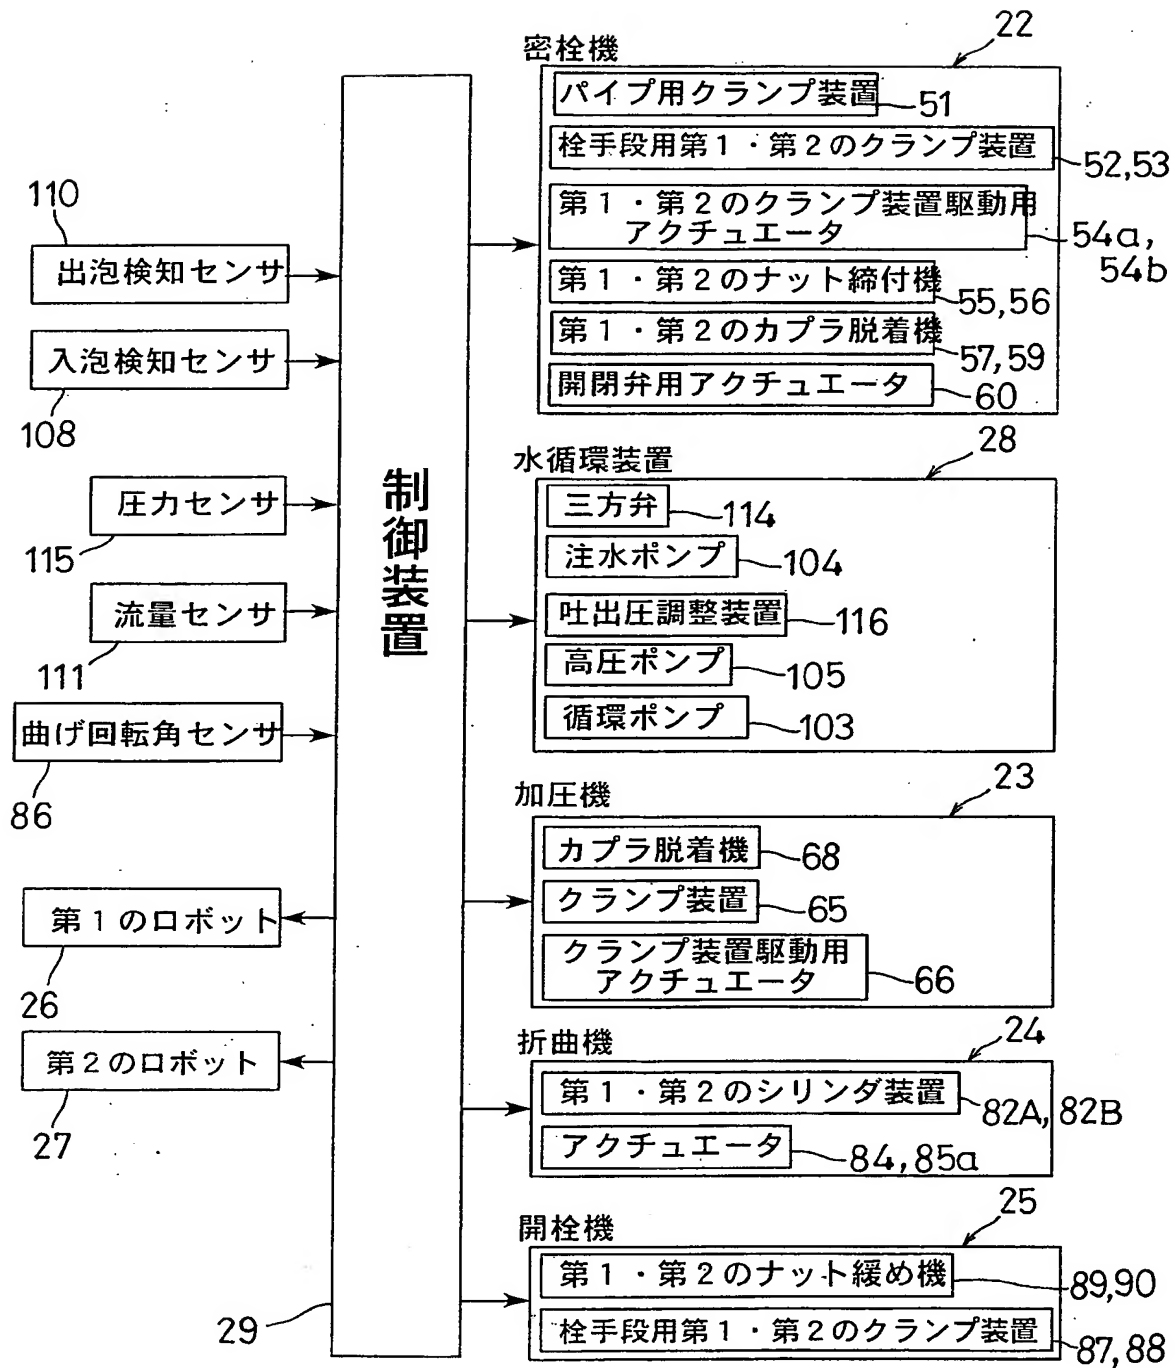 110
出泡検知センサ
入泡検知センサ
108
圧力センサ
115
流量センサ
111
曲げ回転角センサ
86
第1のロボット
26
第2のロボット
27
制御装置
29
密栓機
22
パイプ用クランプ装置
51
栓手段用第1・第2のクランプ装置
52,53
第1・第2のクランプ装置駆動用
アクチュエータ
54a,
54b
第1・第2のナット締付機
55,56
第1・第2のカプラ脱着機
57,59
開閉弁用アクチュエータ
60
水循環装置
28
三方弁
114
注水ポンプ
104
吐出圧調整装置
116
高圧ポンプ
105
循環ポンプ
103
加圧機
23
カプラ脱着機
68
クランプ装置
65
クランプ装置駆動用
アクチュエータ
66
折曲機
24
第1・第2のシリンダ装置
82A,82B
アクチュエータ
84,85a
開栓機
25
第1・第2のナット緩め機
89,90
栓手段用第1・第2のクランプ装置
87,88